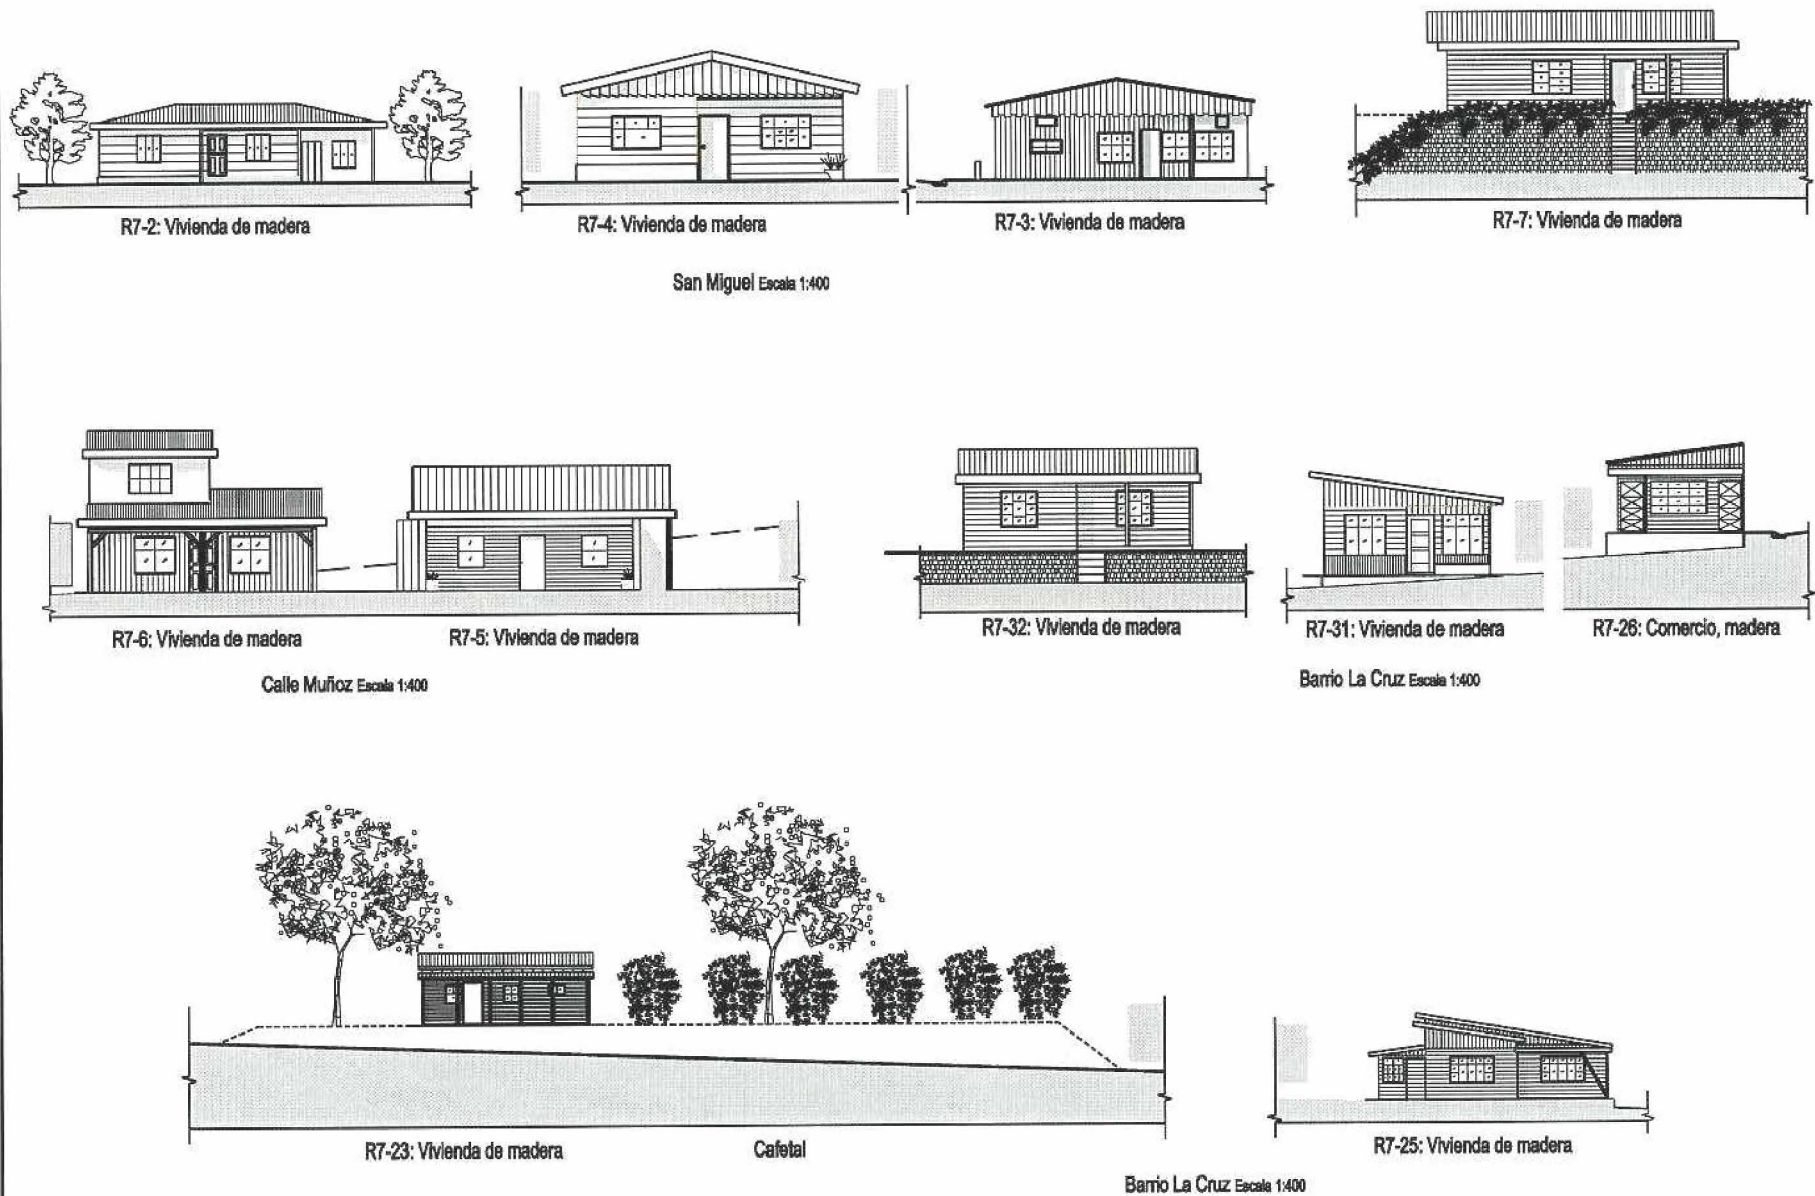 R7-2: Vivienda de madera
R7-4: Vivienda de madera
R7-3: Vivienda de madera
R7-7: Vivienda de madera
San Miguel Escala 1:400
R7-6: Vivienda de madera
R7-5: Vivienda de madera
R7-32: Vivienda de madera
R7-31: Vivienda de madera
R7-26: Comercio, madera
Calle Muñoz Escala 1:400
Barrio La Cruz Escala 1:400
R7-23: Vivienda de madera
Cafetal
R7-25: Vivienda de madera
Barrio La Cruz Escala 1:400